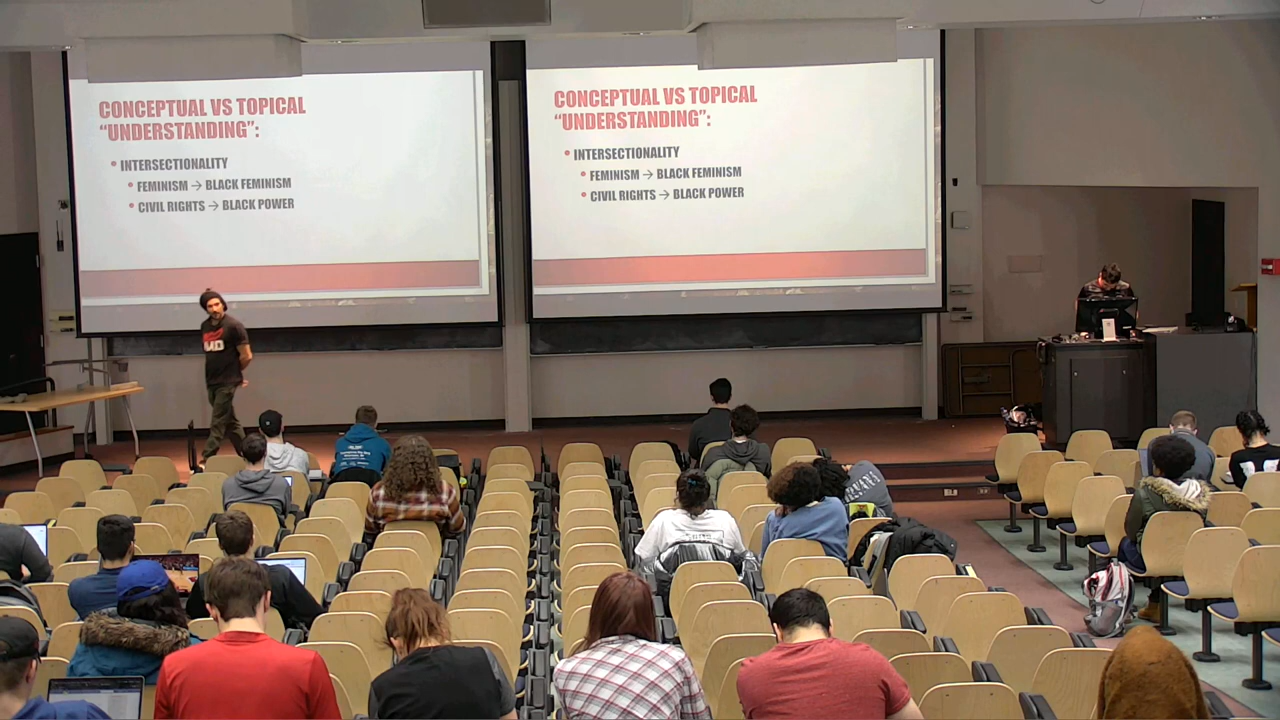 CONCEPTUAL VS TOPICAL
“UNDERSTANDING”:
• INTERSECTIONALITY
• FEMINISM → BLACK FEMINISM
• CIVIL RIGHTS → BLACK POWER
CONCEPTUAL VS TOPICAL
“UNDERSTANDING”:
• INTERSECTIONALITY
• FEMINISM → BLACK FEMINISM
• CIVIL RIGHTS → BLACK POWER